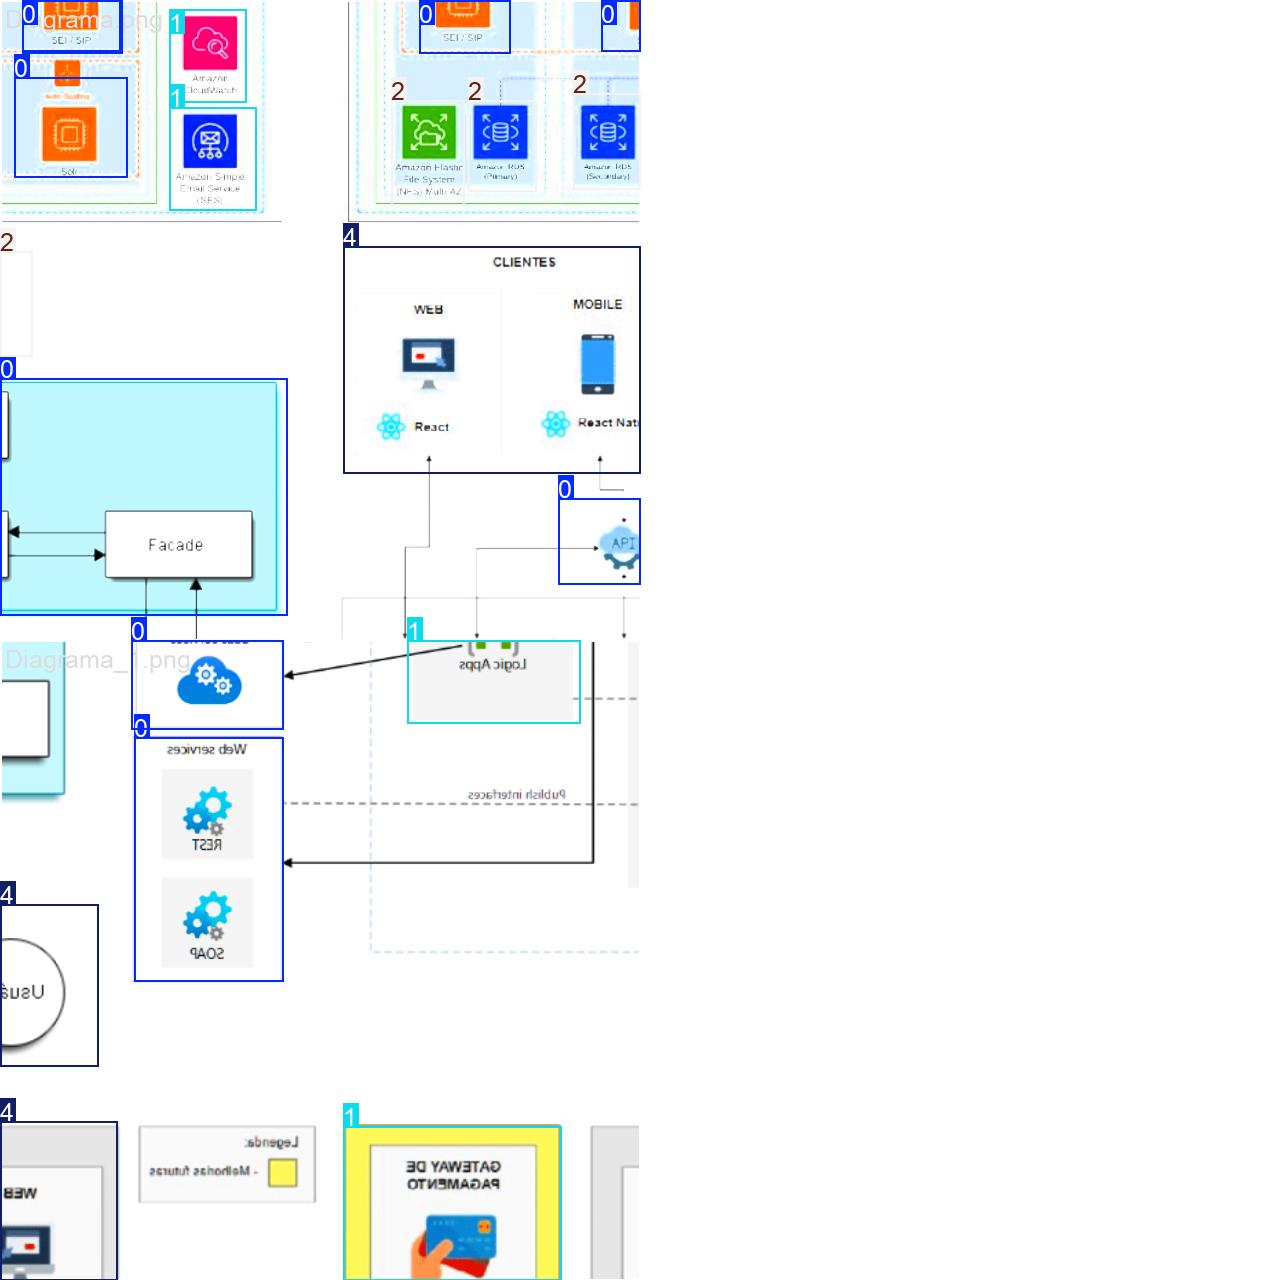 Diagrama.png
0
0
0
SEI / SIP
1
Amazon
CloudWatch
SEI / SIP
0
Auto Scaling
Solr
1
Amazon Simple
Email Service
(SES)
2
2
2
Amazon Elastic
File System
(NFS) Multi-AZ
Amazon RDS
(Primary)
Amazon RDS
(Secondary)
2
4
CLIENTES
WEB
MOBILE
React
React Nati
0
Facade
0
API
Diagrama_1.png
0
1
Logic Apps
0
Web services
REST
SOAP
Publish interfaces
4
Usuá
4
WEB
Legenda:
- Melhorias futuras
1
GATEWAY DE
PAGAMENTO